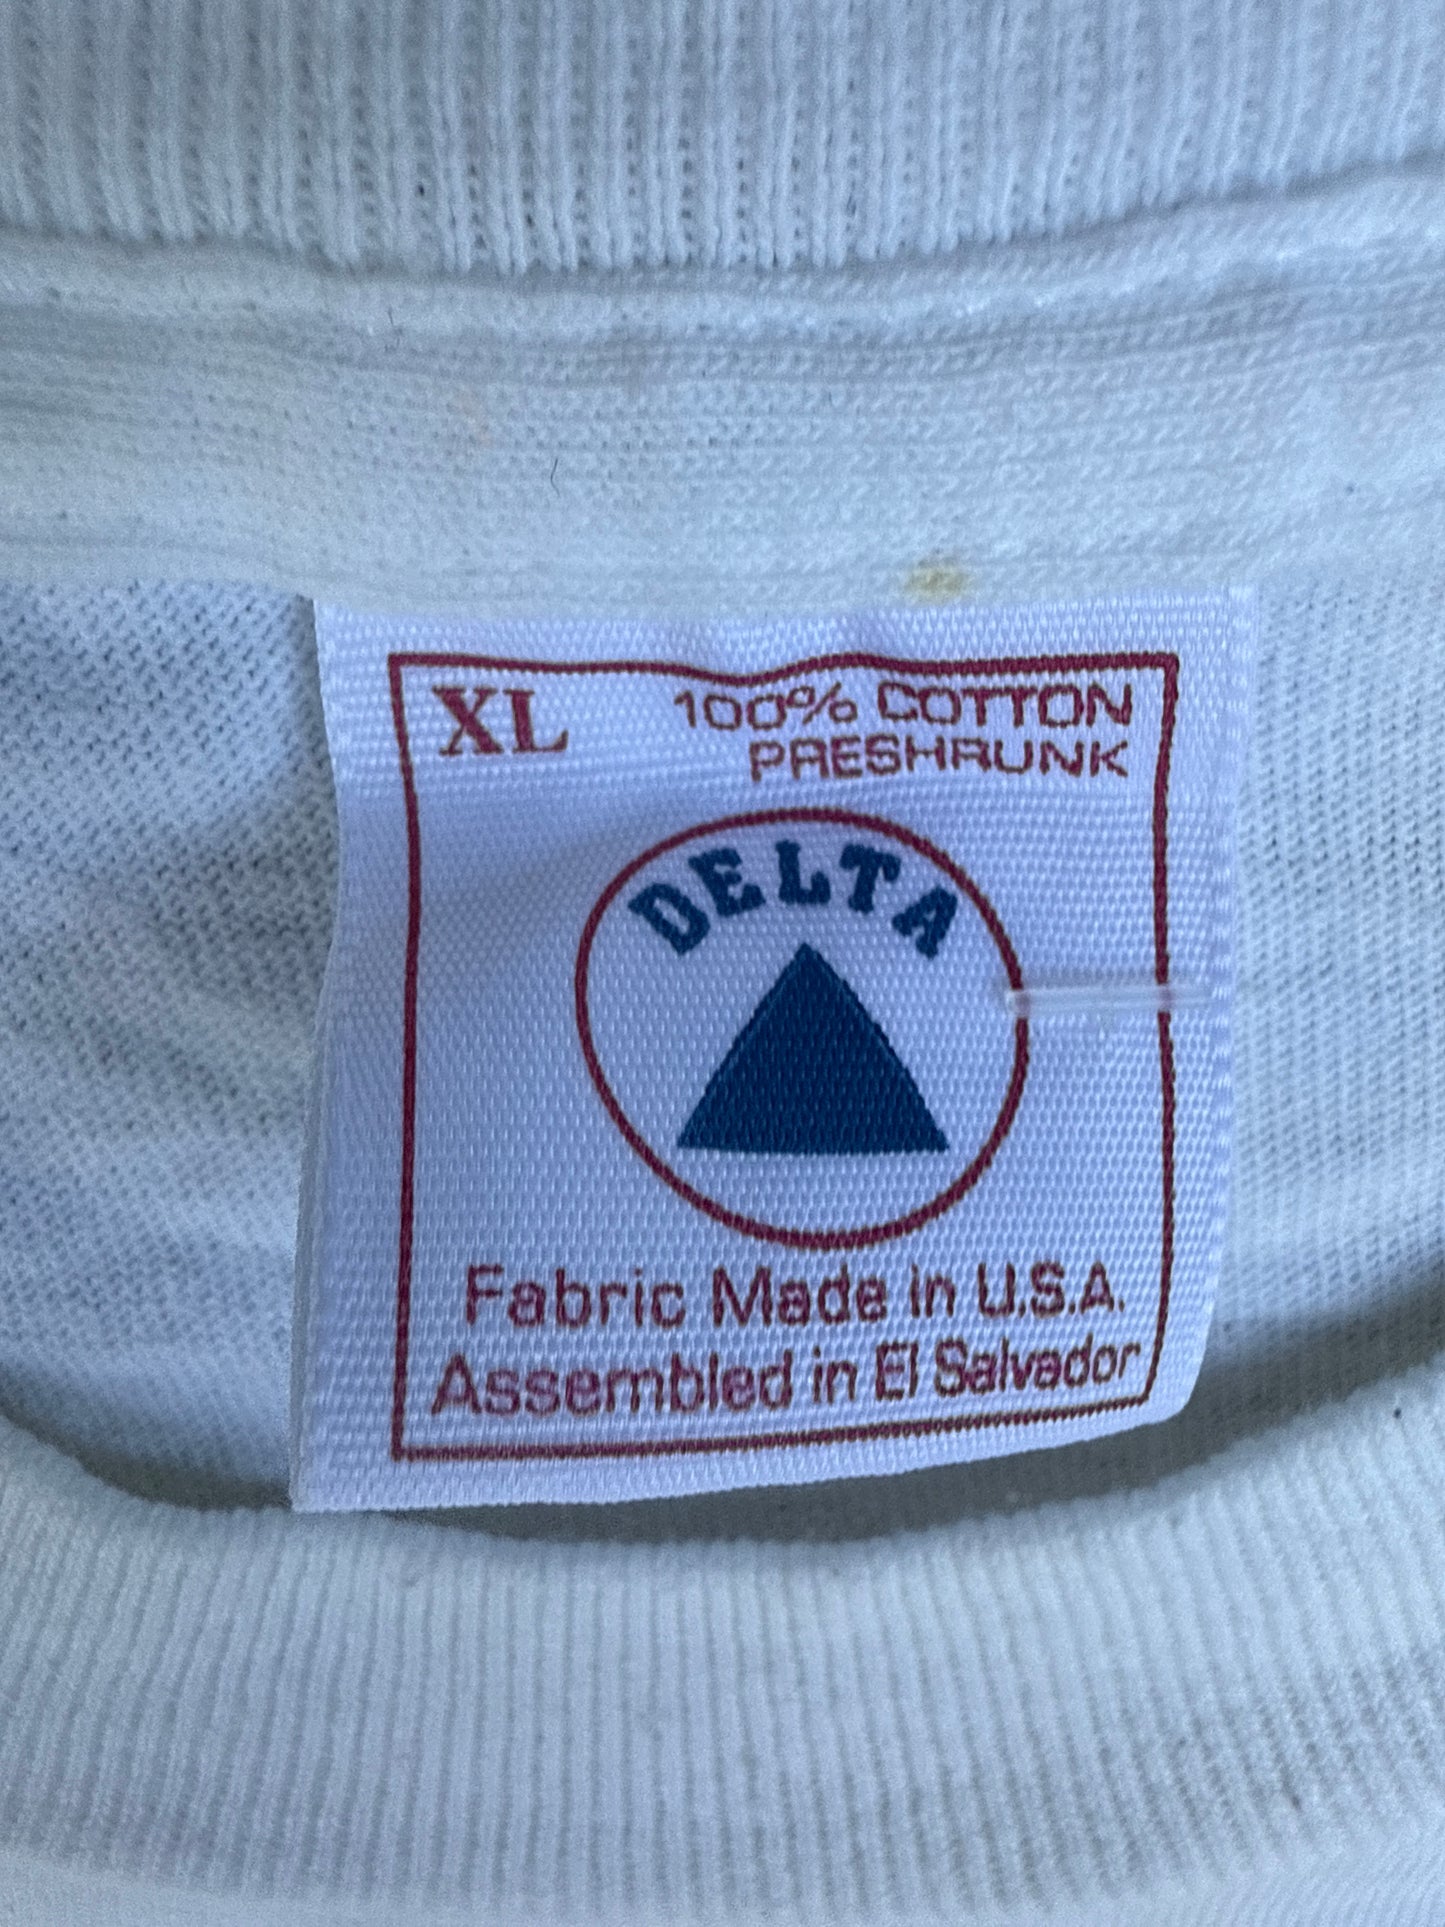 XL
100% COTTON
PRESHRUNK
DELTA
Fabric Made in U.S.A.
Assembled in El Salvador